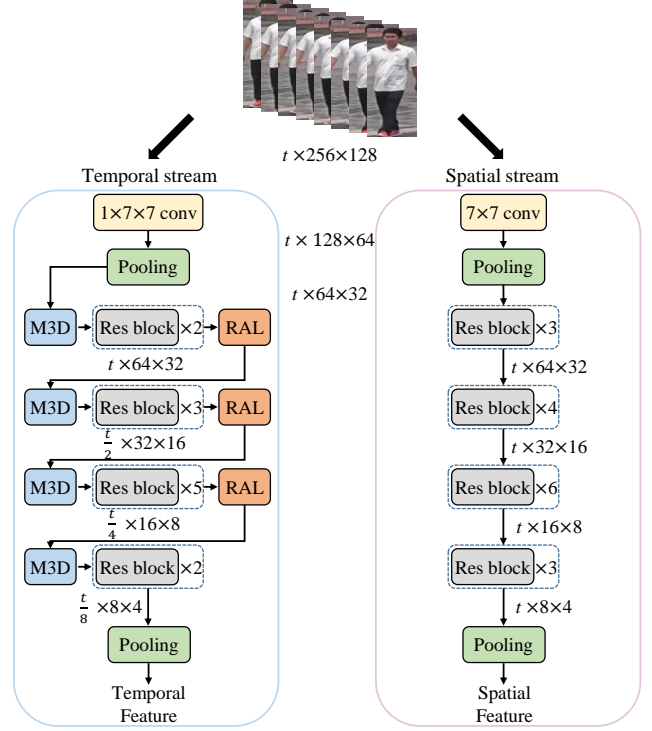 t ×256×128
Temporal stream
Spatial stream
1×7×7 conv
7×7 conv
t × 128×64
Pooling
Pooling
t ×64×32
M3D
Res block
×2
RAL
Res block
×3
t ×64×32
t ×64×32
M3D
Res block
×3
RAL
Res block
×4
t/2 ×32×16
t ×32×16
M3D
Res block
×5
RAL
Res block
×6
t/4 ×16×8
t ×16×8
M3D
Res block
×2
Res block
×3
t/8 ×8×4
t ×8×4
Pooling
Pooling
Temporal
Feature
Spatial
Feature